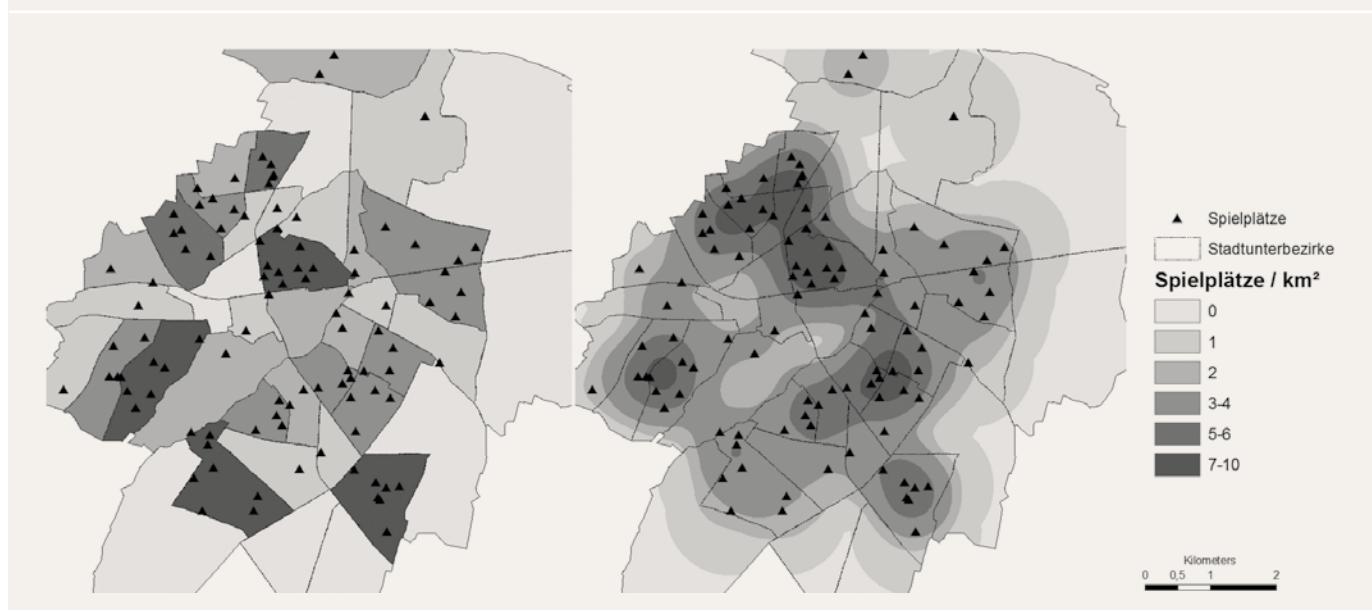 Spielplätze
Stadtunterbezirke
Spielplätze / km²
0
1
2
3-4
5-6
7-10
Kilometers
0 0,5 1 2